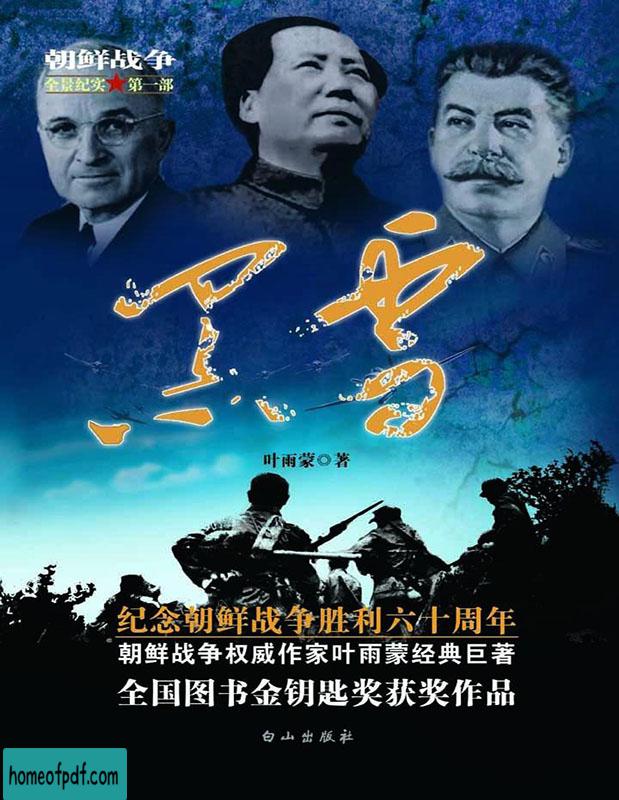 朝鲜战争
全景纪实★第一部
黑雪
叶雨蒙◎著
纪念朝鲜战争胜利六十周年
朝鲜战争权威作家叶雨蒙经典巨著
全国图书金钥匙奖获奖作品
白山出版社
homeofpdf.com